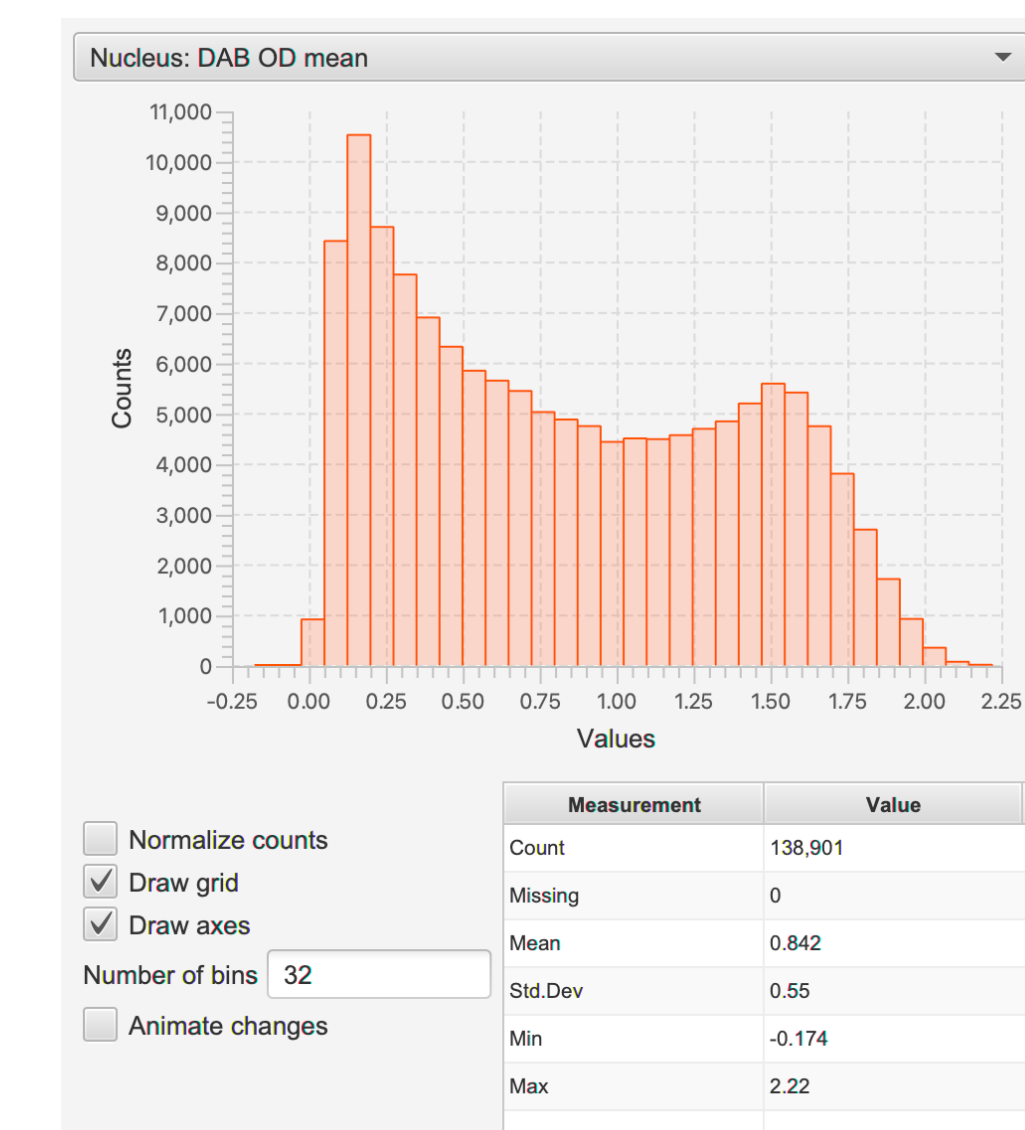 Nucleus: DAB OD mean
11,000
10,000
9,000
8,000
7,000
6,000
5,000
4,000
3,000
2,000
1,000
0
Counts
-0.25 0.00 0.25 0.50 0.75 1.00 1.25 1.50 1.75 2.00 2.25
Values
Normalize counts
Draw grid
Draw axes
Number of bins 32
Animate changes
Measurement Value
Count 138,901
Missing 0
Mean 0.842
Std.Dev 0.55
Min -0.174
Max 2.22